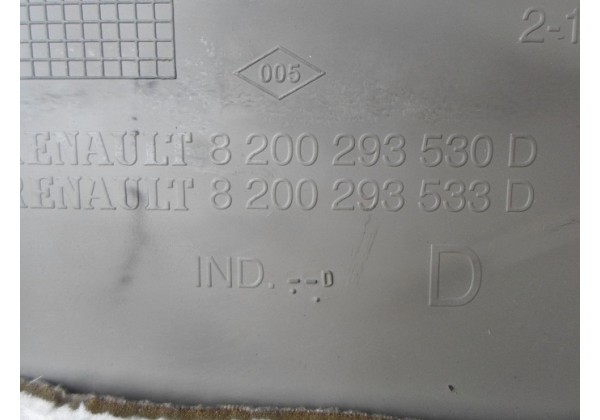 2-1
005
RENAULT 8 200 293 530 D
RENAULT 8 200 293 533 D
IND. --D D